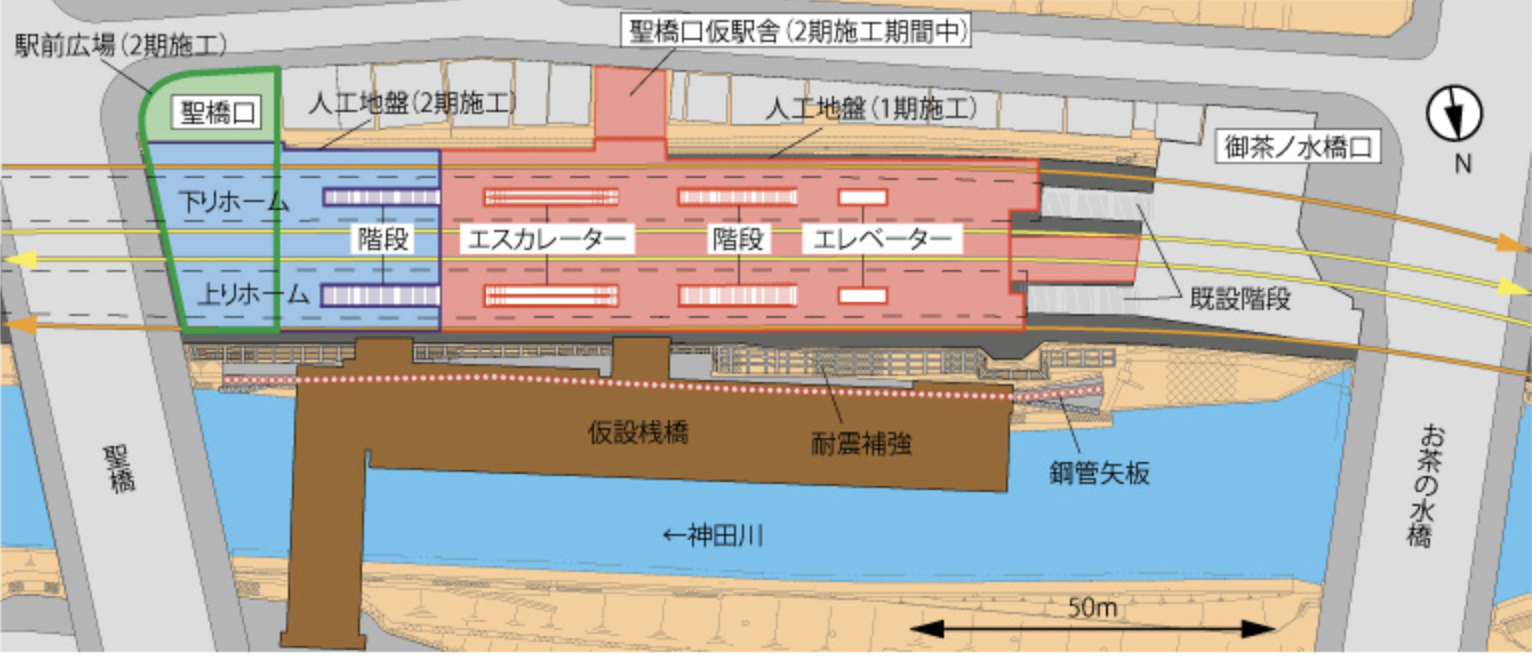 駅前広場(2期施工)
聖橋口仮駅舎(2期施工期間中)
聖橋口
人工地盤(2期施工)
人工地盤(1期施工)
御茶ノ水橋口
N
下りホーム
階段
エスカレーター
階段
エレベーター
上りホーム
既設階段
仮設桟橋
耐震補強
鋼管矢板
聖橋
お茶の水橋
←神田川
50m